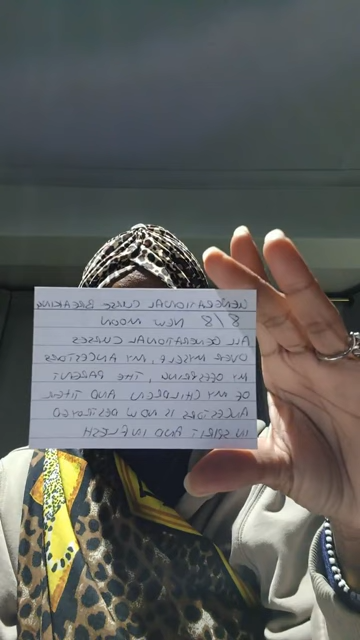 GENERATIONAL CURSE BREAKING
8/8 NEW MOON
ALL GENERATIONAL CURSES
OVER MYSELF, MY ANCESTORS
MY OFFSPRING, THE PARENT
OF MY CHILDREN AND THEIR
ANCESTORS IS NOW DESTROYED
IN SPIRIT AND IN FLESH